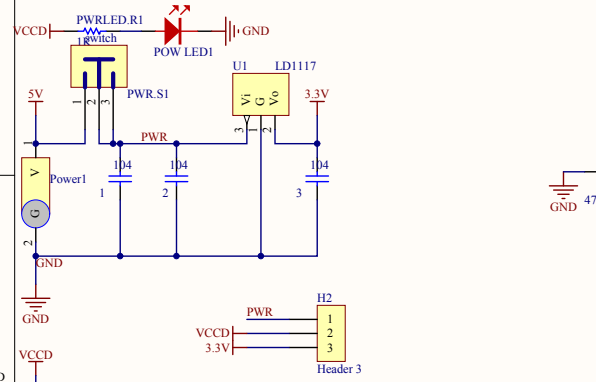 PWRLED.R1
VCCD
GND
1K
switch
POW LED1
U1
LD1117
5V
1
2
3
PWR.S1
Vi
G
Vo
3.3V
1
PWR
3
1
2
104
104
104
V
Power1
1
2
3
G
GND
47
2
GND
GND
H2
PWR
1
VCCD
2
3.3V
3
VCCD
Header 3